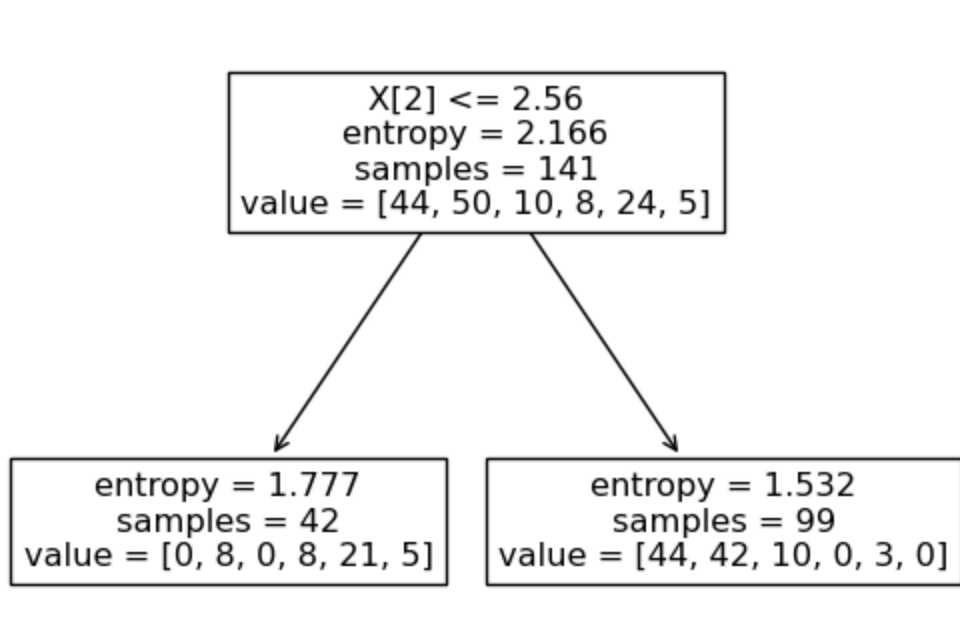 X[2] <= 2.56
entropy = 2.166
samples = 141
value = [44, 50, 10, 8, 24, 5]
entropy = 1.777
samples = 42
value = [0, 8, 0, 8, 21, 5]
entropy = 1.532
samples = 99
value = [44, 42, 10, 0, 3, 0]